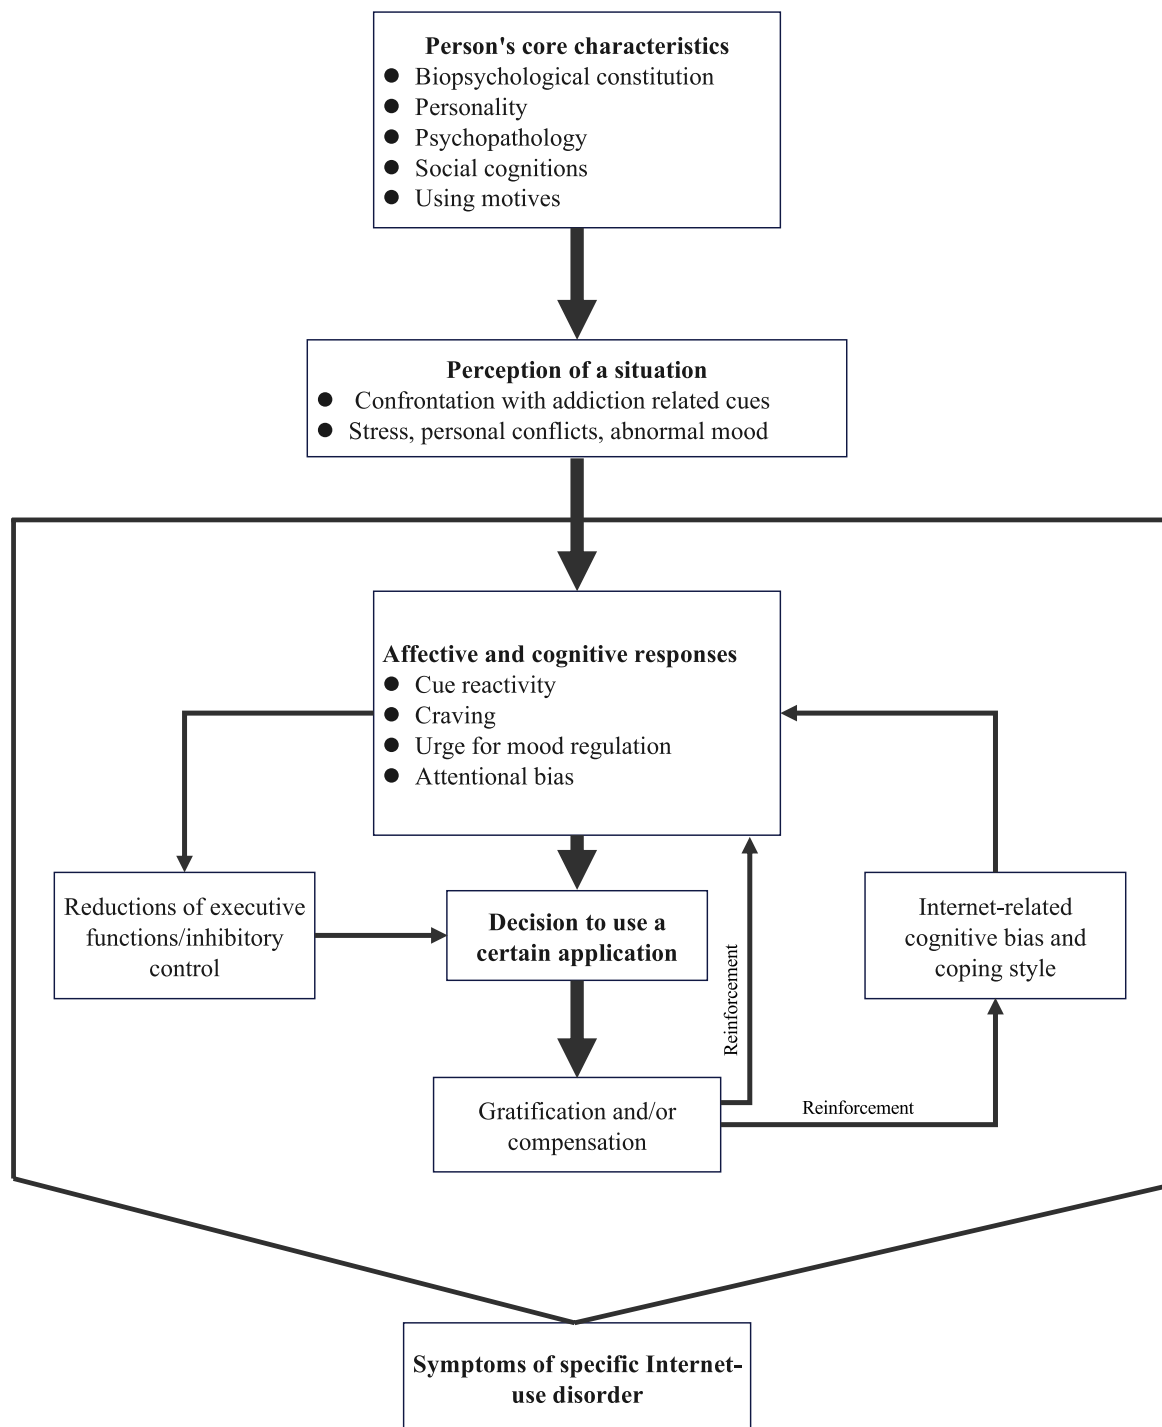 Person's core characteristics
● Biopsychological constitution
● Personality
● Psychopathology
● Social cognitions
● Using motives
Perception of a situation
● Confrontation with addiction related cues
● Stress, personal conflicts, abnormal mood
Affective and cognitive responses
● Cue reactivity
● Craving
● Urge for mood regulation
● Attentional bias
Reductions of executive
functions/inhibitory
control
Decision to use a
certain application
Reinforcement
Internet-related
cognitive bias and
coping style
Gratification and/or
compensation
Reinforcement
Symptoms of specific Internet-
use disorder